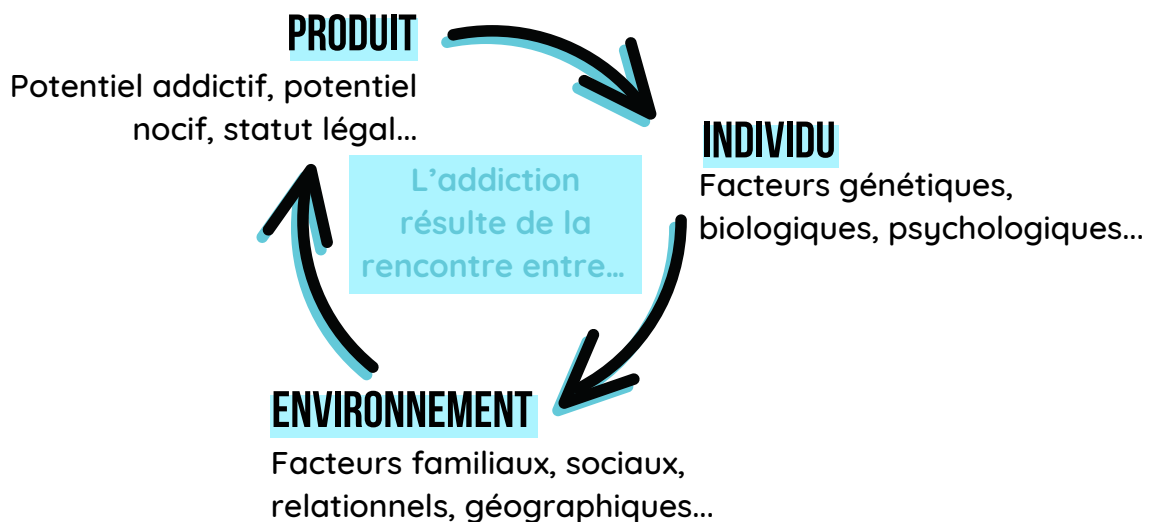 PRODUIT
Potentiel addictif, potentiel
nocif, statut légal...
INDIVIDU
Facteurs génétiques,
biologiques, psychologiques...
L'addiction
résulte de la
rencontre entre...
ENVIRONNEMENT
Facteurs familiaux, sociaux,
relationnels, géographiques...